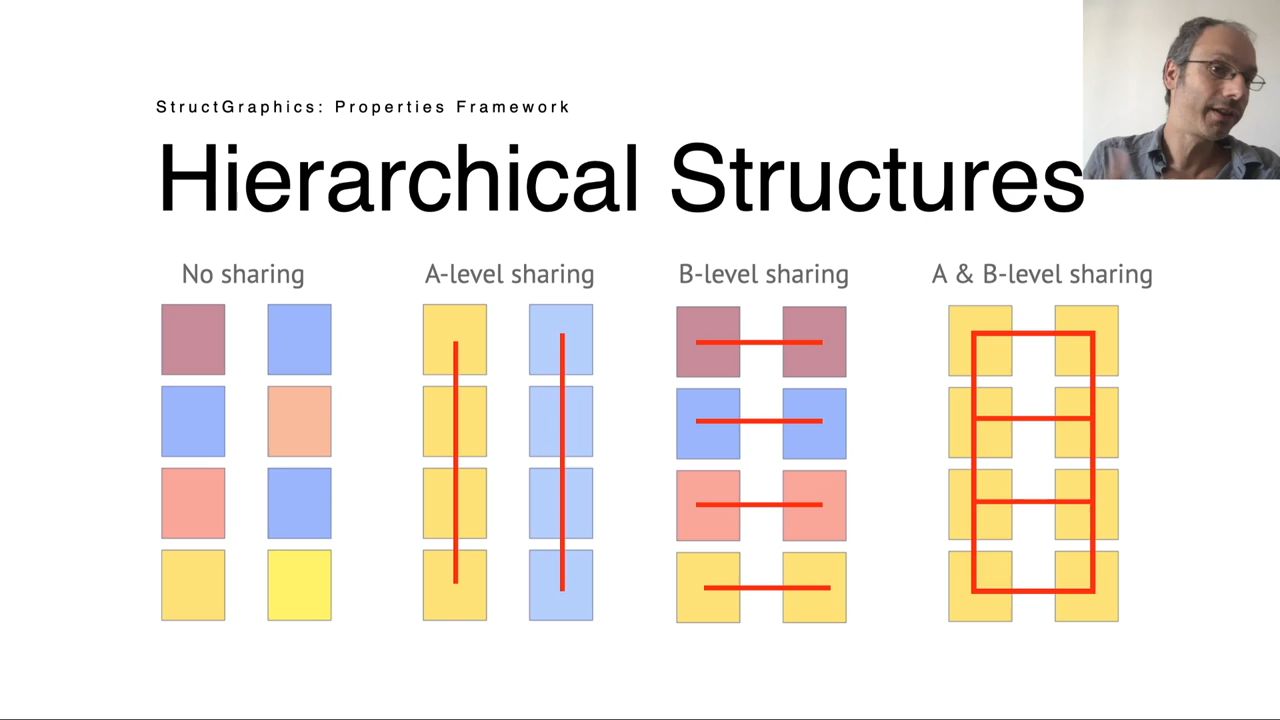 StructGraphics: Properties Framework
Hierarchical Structures
No sharing
A-level sharing
B-level sharing
A & B-level sharing